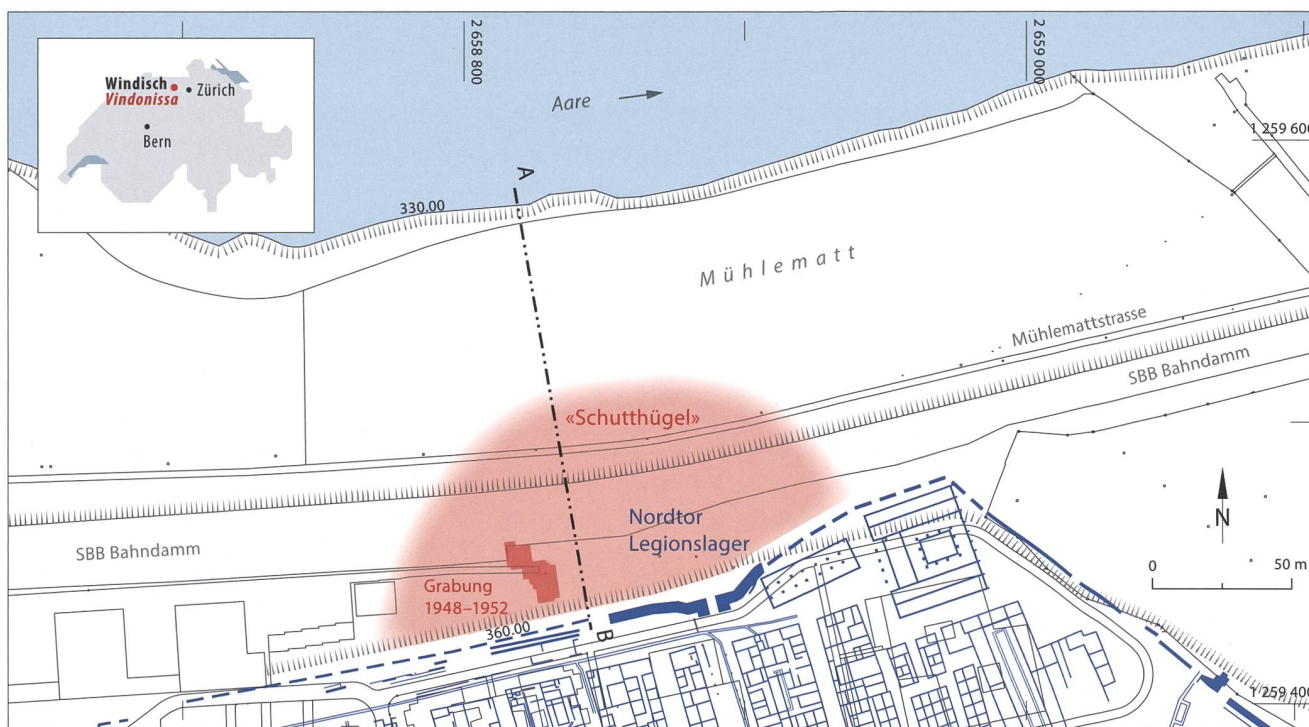 2 658 800
2 659 000
Windisch
Vindonissa
Zürich
Bern
Aare
1 259 600
A
330.00
Mühlematt
Mühlemattstrasse
SBB Bahndamm
«Schutthügel»
Nordtor
Legionslager
N
SBB Bahndamm
0 50 m
Grabung
1948–1952
360.00
B
1 259 400